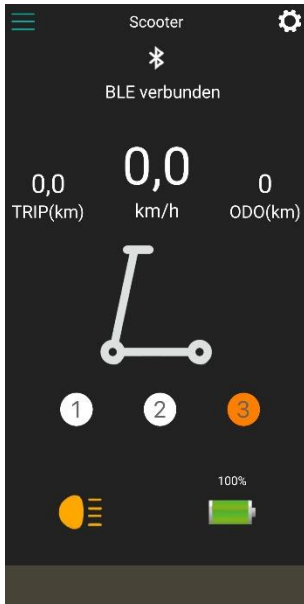 Scooter
BLE verbunden
0,0
TRIP(km)
0,0
km/h
0
ODO(km)
1 2 3
100%